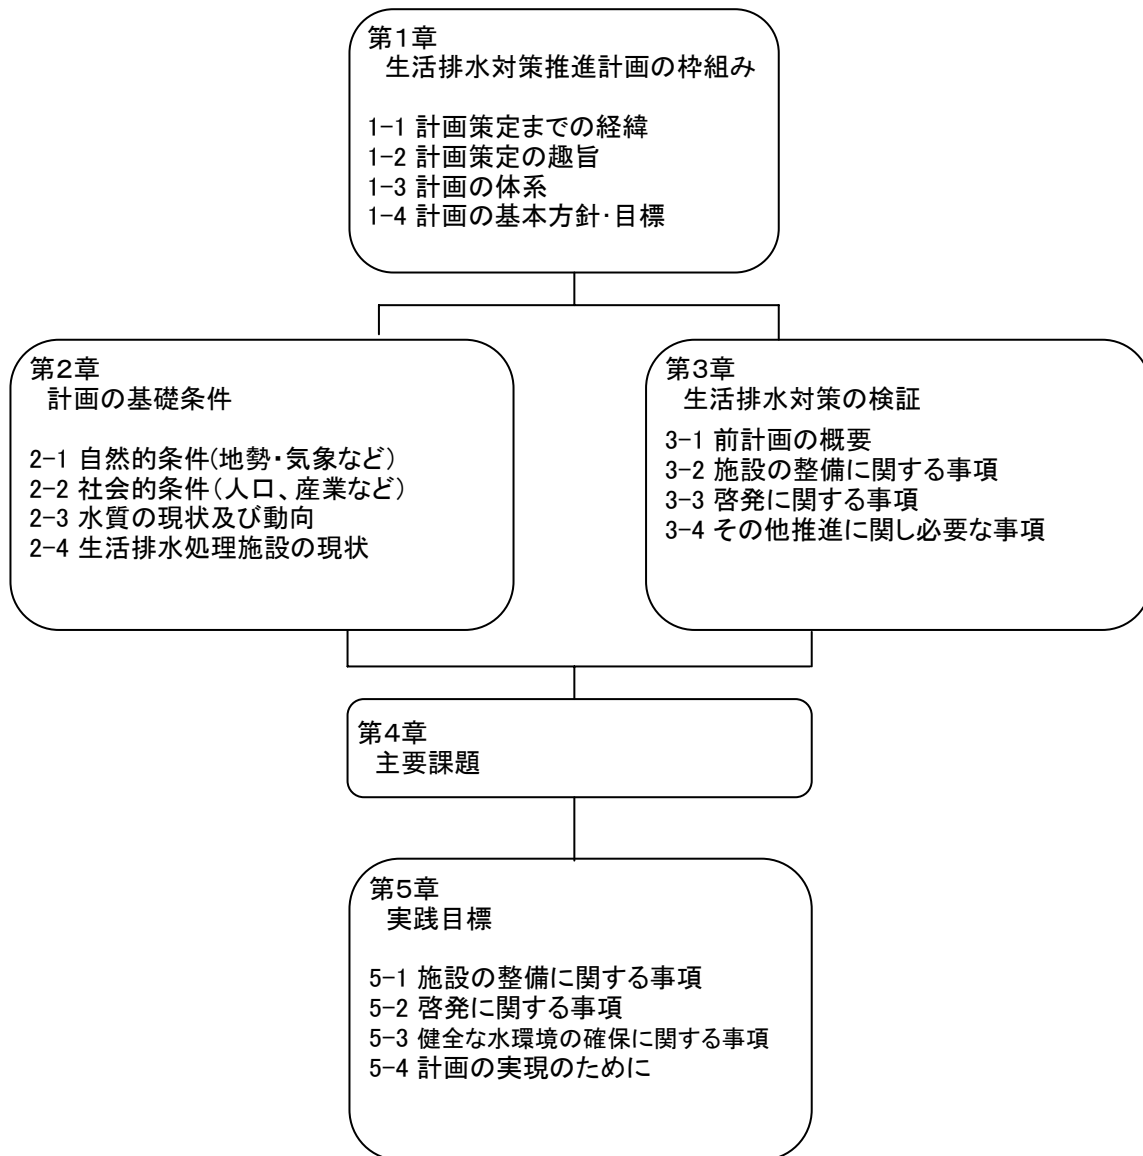 第1章
生活排水対策推進計画の枠組み
1-1 計画策定までの経緯
1-2 計画策定の趣旨
1-3 計画の体系
1-4 計画の基本方針・目標
第2章
計画の基礎条件
2-1 自然的条件(地勢・気象など)
2-2 社会的条件(人口、産業など)
2-3 水質の現状及び動向
2-4 生活排水処理施設の現状
第3章
生活排水対策の検証
3-1 前計画の概要
3-2 施設の整備に関する事項
3-3 啓発に関する事項
3-4 その他推進に関し必要な事項
第4章
主要課題
第5章
実践目標
5-1 施設の整備に関する事項
5-2 啓発に関する事項
5-3 健全な水環境の確保に関する事項
5-4 計画の実現のために